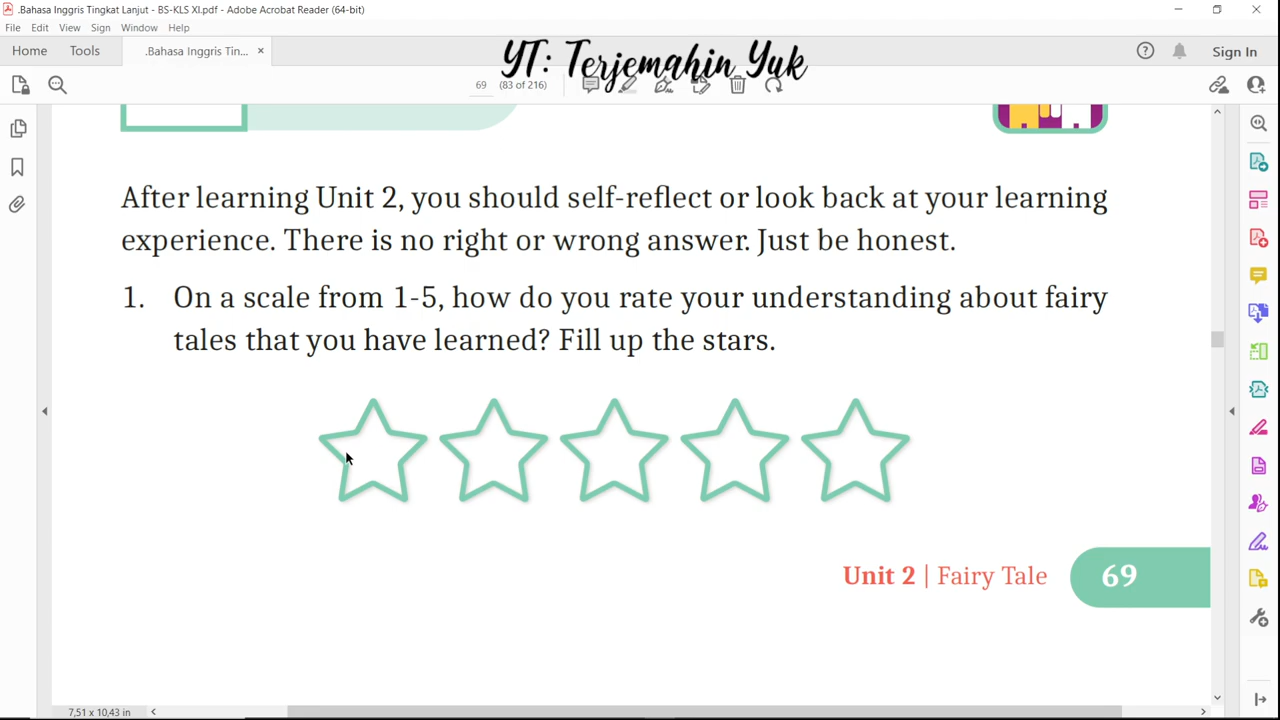 .Bahasa Inggris Tingkat Lanjut - BS-KLS XI.pdf - Adobe Acrobat Reader (64-bit)
File Edit View Sign Window Help
Home Tools .Bahasa Inggris Tin... × Sign In
YT: Terjemahin Yuk
69 (83 of 216)
After learning Unit 2, you should self-reflect or look back at your learning
experience. There is no right or wrong answer. Just be honest.
1. On a scale from 1-5, how do you rate your understanding about fairy
tales that you have learned? Fill up the stars.
Unit 2 | Fairy Tale 69
7,51 x 10,43 in